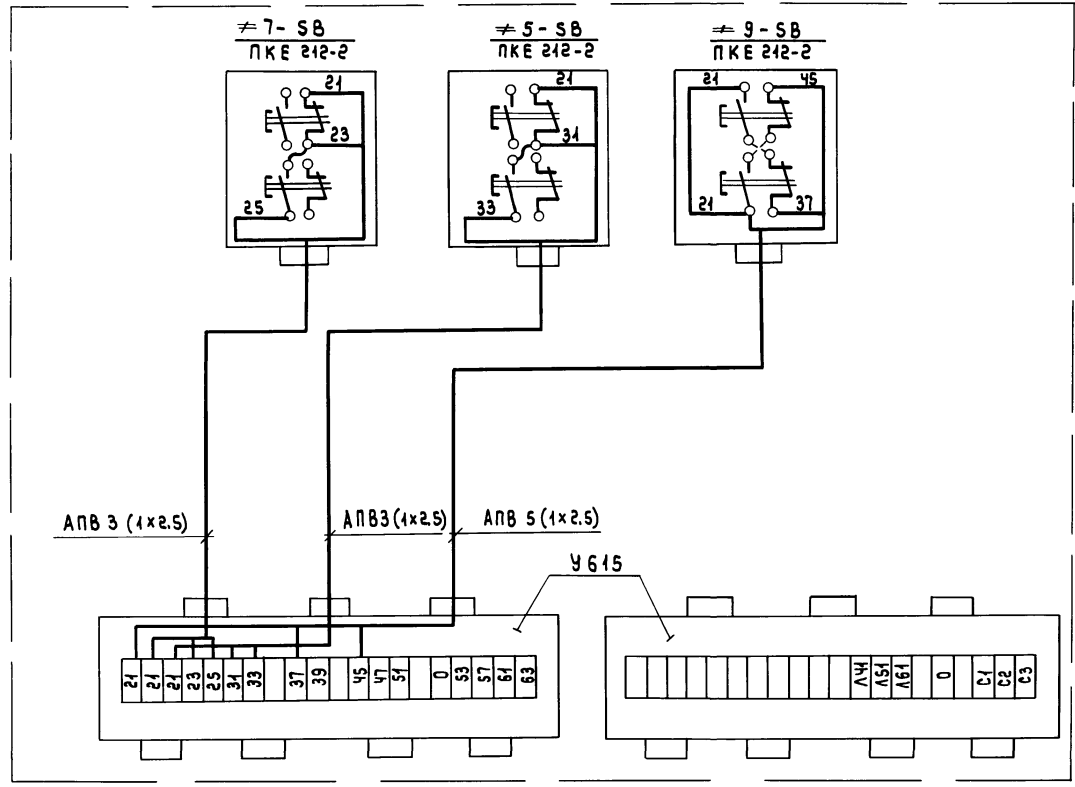 ≠7-SB
ПКЕ 212-2
≠5-SB
ПКЕ 212-2
≠9-SB
ПКЕ 212-2
21
23
25
21
31
33
21
45
21
37
АПВ 3 (1×2.5)
АПВ3(1×2.5)
АПВ 5 (1×2.5)
У615
21 21 21 23 25 31 33 37 39 45 47 51 0 53 57 61 63
Л41 Л51 Л61 0 С1 С2 С3